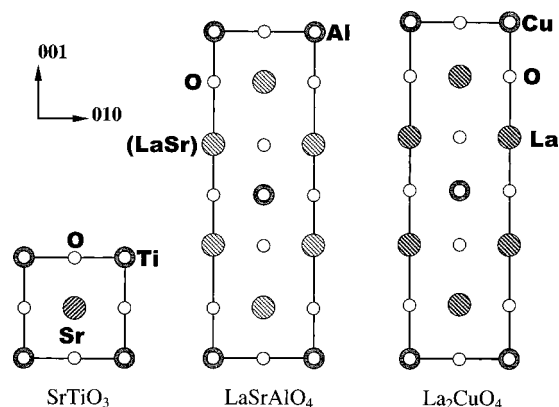 001
010
O
Ti
Sr
SrTiO₃
Al
O
(LaSr)
LaSrAlO₄
Cu
O
La
La₂CuO₄